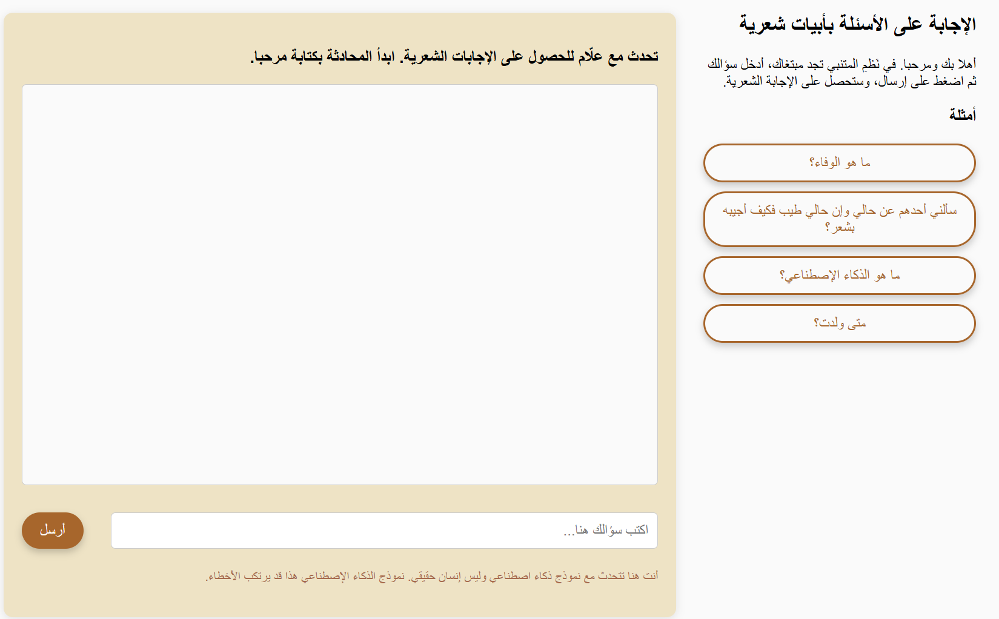 الإجابة على الأسئلة بأبيات شعرية
أهلا بك ومرحبا. في نَظمِ المتنبي تجد مبتغاك، أدخل سؤالك
ثم اضغط على إرسال، وستحصل على الإجابة الشعرية.
أمثلة
ما هو الوفاء؟
سألني أحدهم عن حالي وإن حالي طيب فكيف أجيبه
بشعر؟
ما هو الذكاء الإصطناعي؟
متى ولدت؟
تحدث مع علّام للحصول على الإجابات الشعرية. ابدأ المحادثة بكتابة مرحبا.
اكتب سؤالك هنا...
أرسل
أنت هنا تتحدث مع نموذج ذكاء اصطناعي وليس إنسان حقيقي. نموذج الذكاء الإصطناعي هذا قد يرتكب الأخطاء.